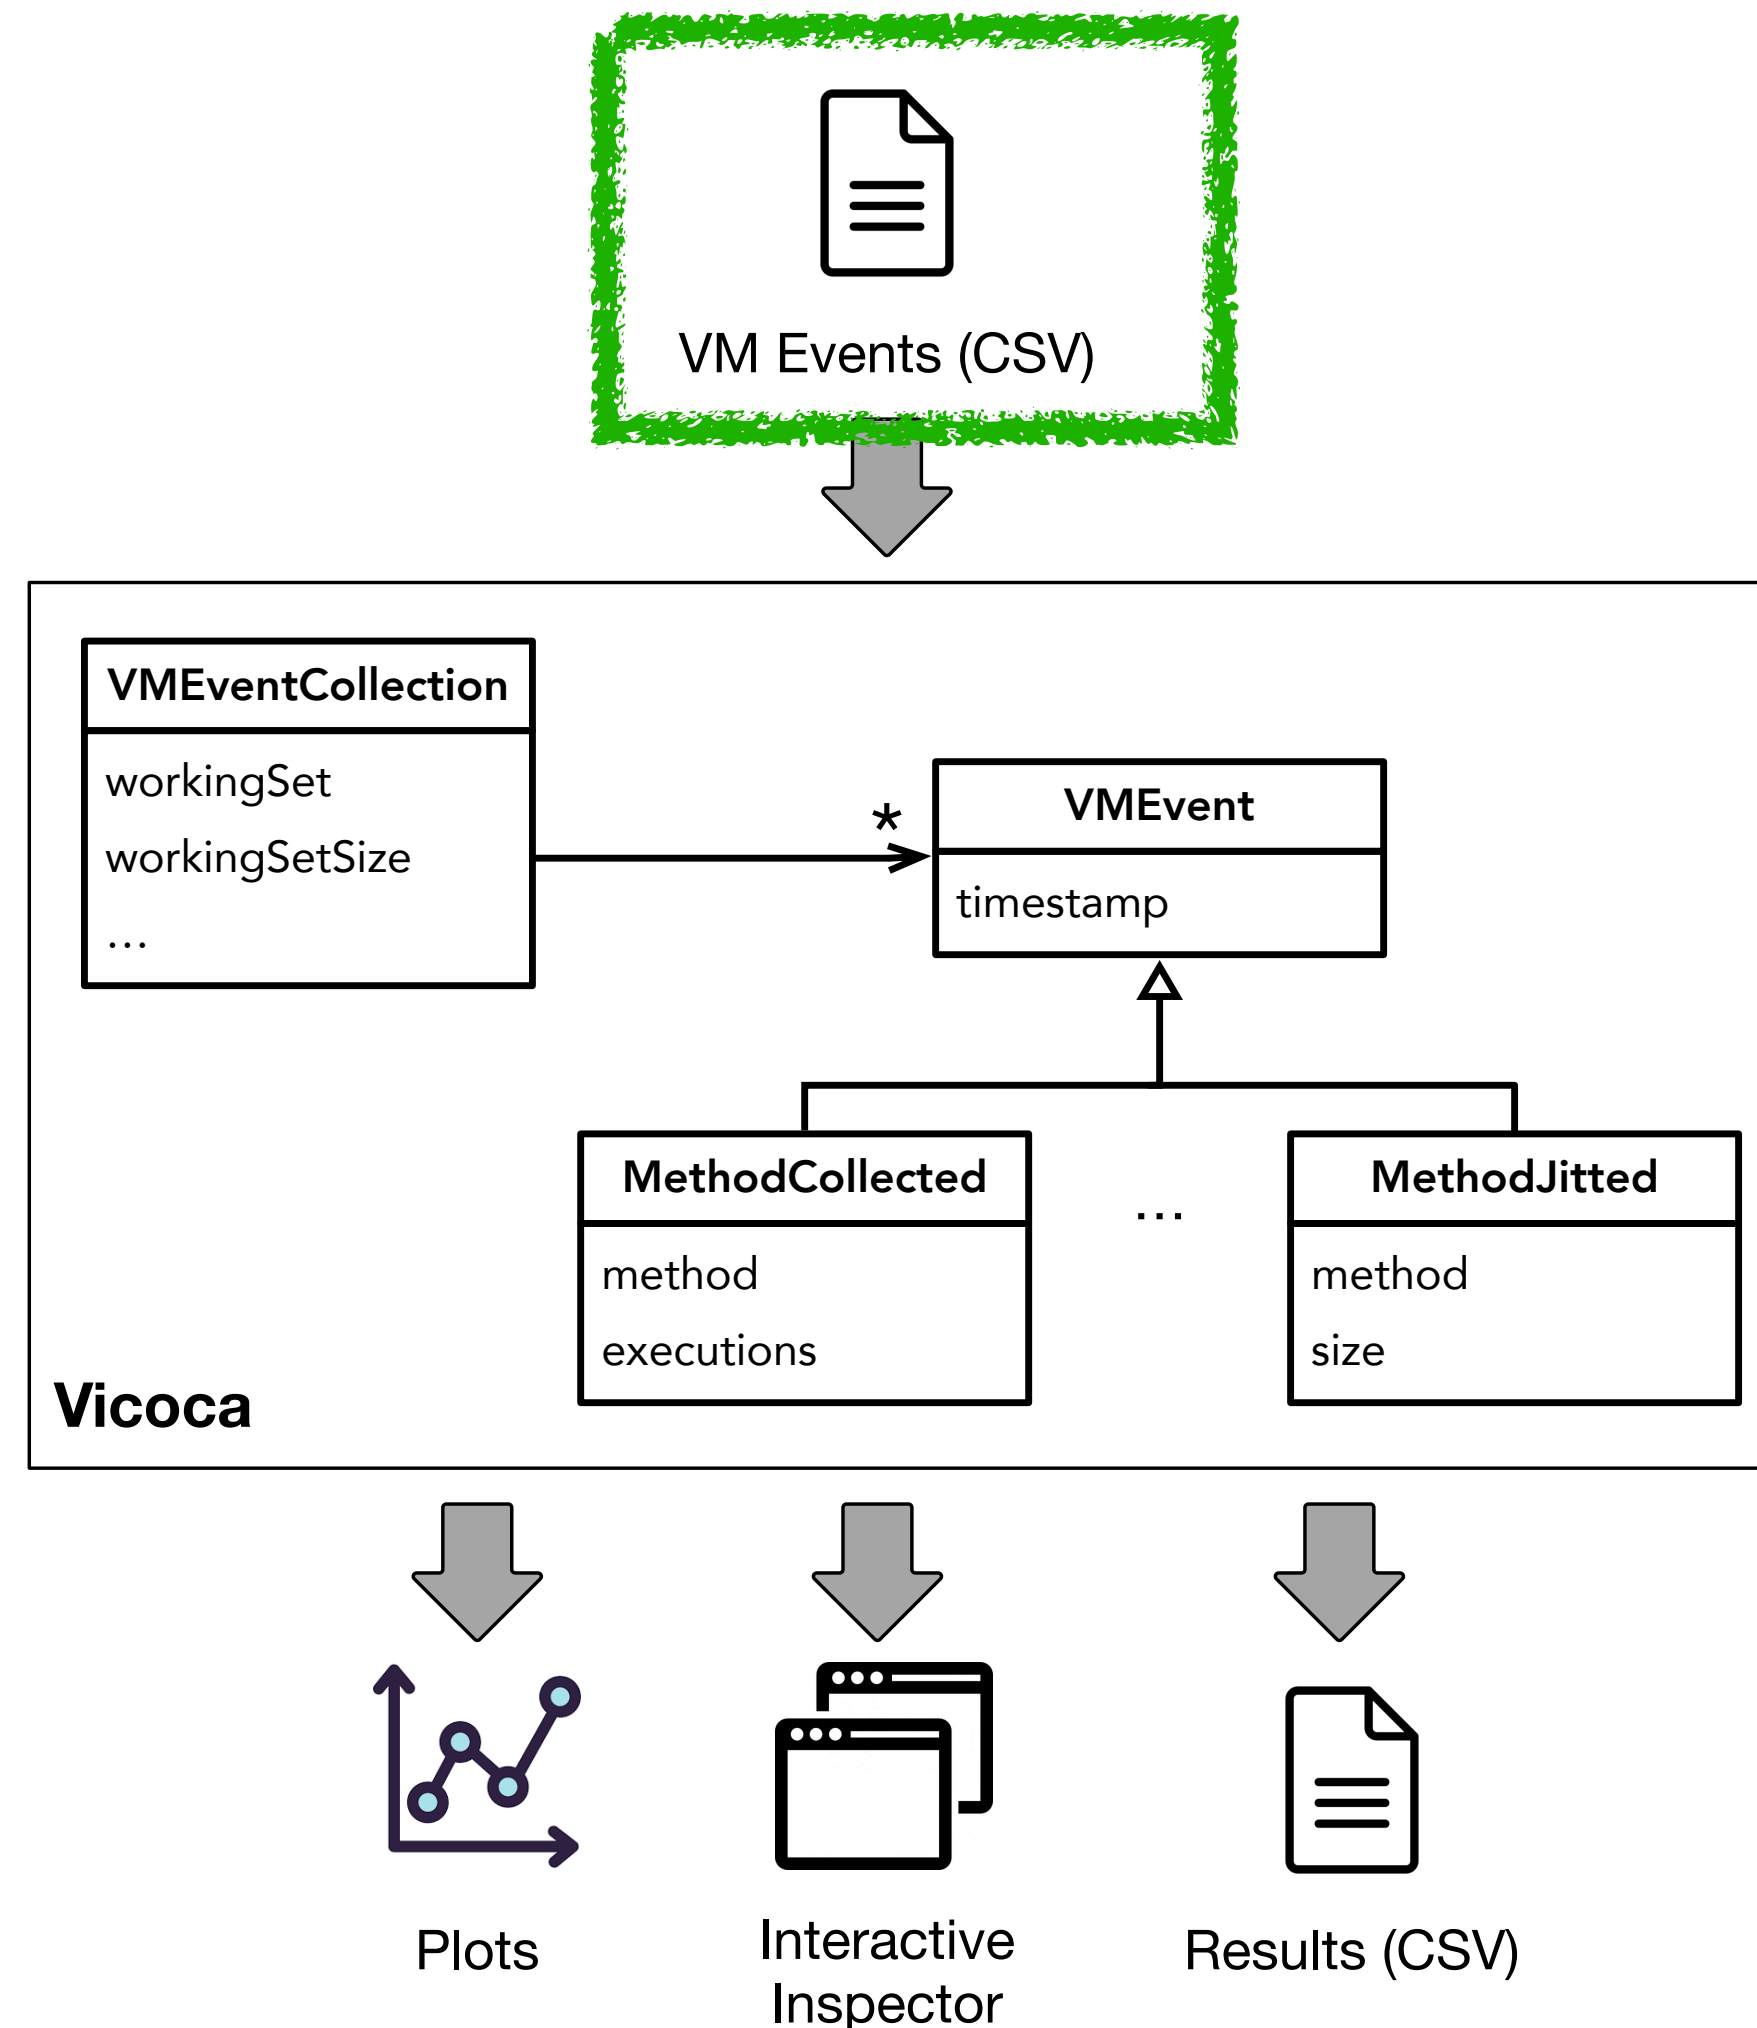 VM Events (CSV)
VMEventCollection
workingSet
workingSetSize
...
*
VMEvent
timestamp
MethodCollected
method
executions
...
MethodJitted
method
size
Vicoca
Plots
Interactive
Inspector
Results (CSV)